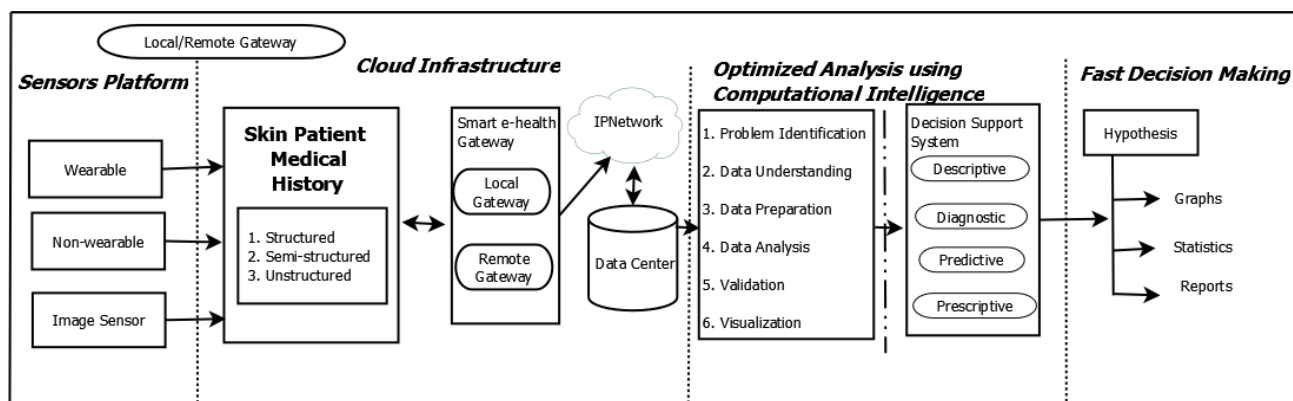 Local/Remote Gateway
Sensors Platform
Cloud Infrastructure
Optimized Analysis using
Computational Intelligence
Fast Decision Making
Wearable
Non-wearable
Image Sensor
Skin Patient
Medical
History
1. Structured
2. Semi-structured
3. Unstructured
Smart e-health
Gateway
Local
Gateway
Remote
Gateway
IPNetwork
Data Center
1. Problem Identification
2. Data Understanding
3. Data Preparation
4. Data Analysis
5. Validation
6. Visualization
Decision Support
System
Descriptive
Diagnostic
Predictive
Prescriptive
Hypothesis
Graphs
Statistics
Reports